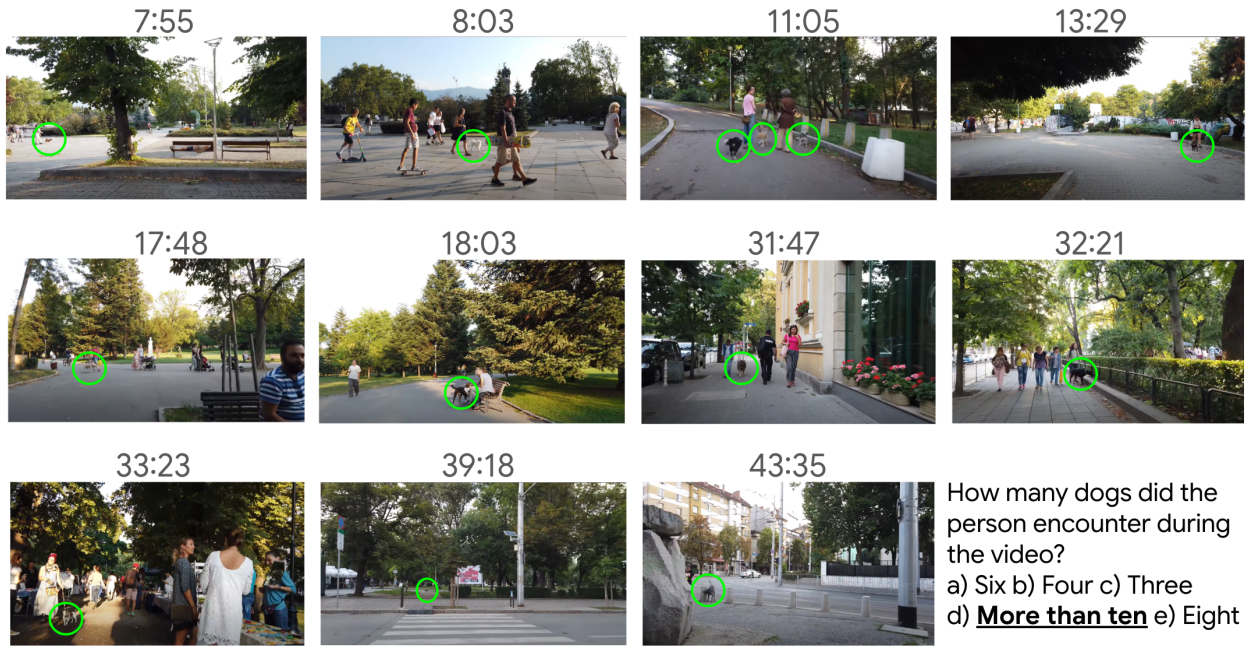 7:55
8:03
11:05
13:29
17:48
18:03
31:47
32:21
33:23
39:18
43:35
How many dogs did the
person encounter during
the video?
a) Six b) Four c) Three
d) More than ten e) Eight